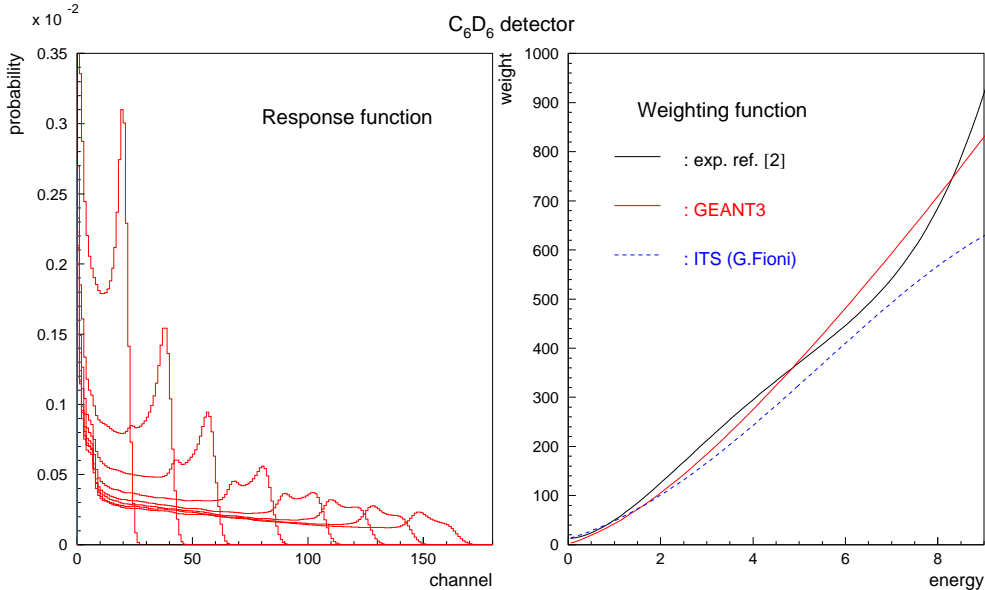 C6D6 detector
x 10 -2
probability
0.35
0.3
0.25
0.2
0.15
0.1
0.05
0
Response function
0 50 100 150
channel
weight
1000
900
800
700
600
500
400
300
200
100
0
Weighting function
: exp. ref. [2]
: GEANT3
: ITS (G.Fioni)
0 2 4 6 8
energy